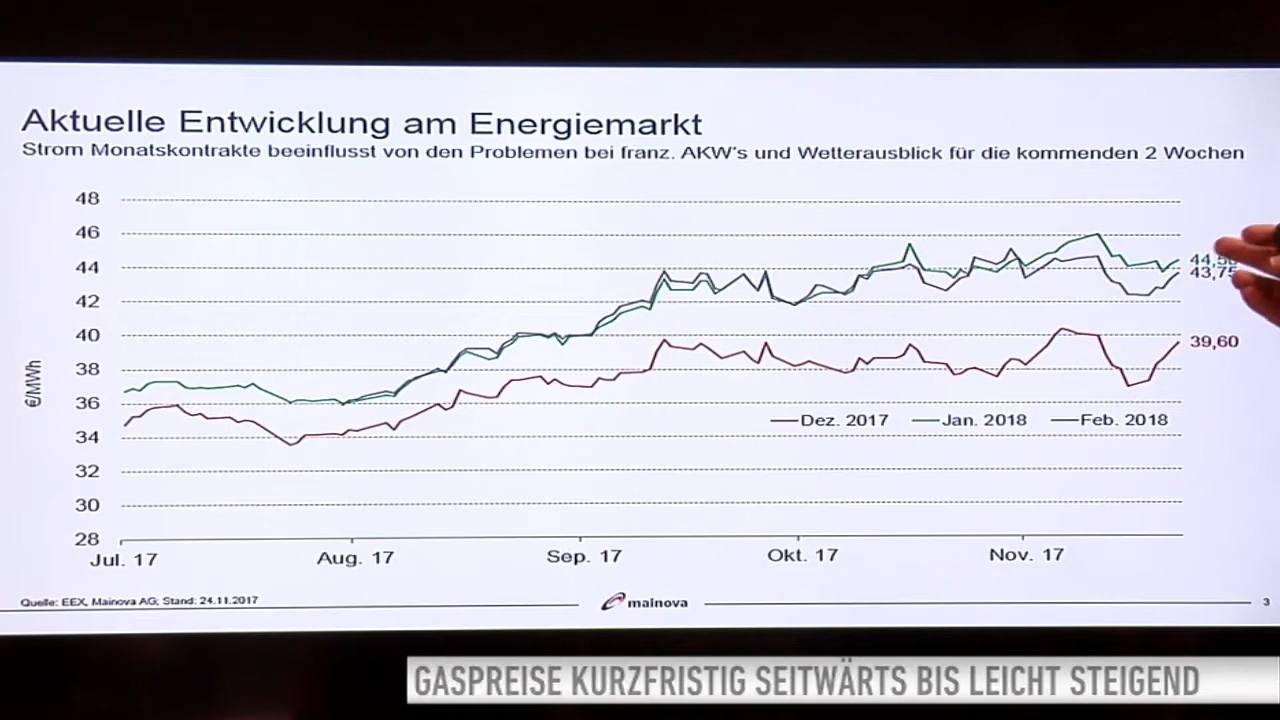 Aktuelle Entwicklung am Energiemarkt
Strom Monatskontrakte beeinflusst von den Problemen bei franz. AKW's und Wetterausblick für die kommenden 2 Wochen
48
46
44
42
40
38
36
34
32
30
28
€/MWh
43,75
39,60
Dez. 2017 Jan. 2018 Feb. 2018
Jul. 17 Aug. 17 Sep. 17 Okt. 17 Nov. 17
Quelle: EEX, Mainova AG; Stand: 24.11.2017
mainova
3
GASPREISE KURZFRISTIG SEITWÄRTS BIS LEICHT STEIGEND